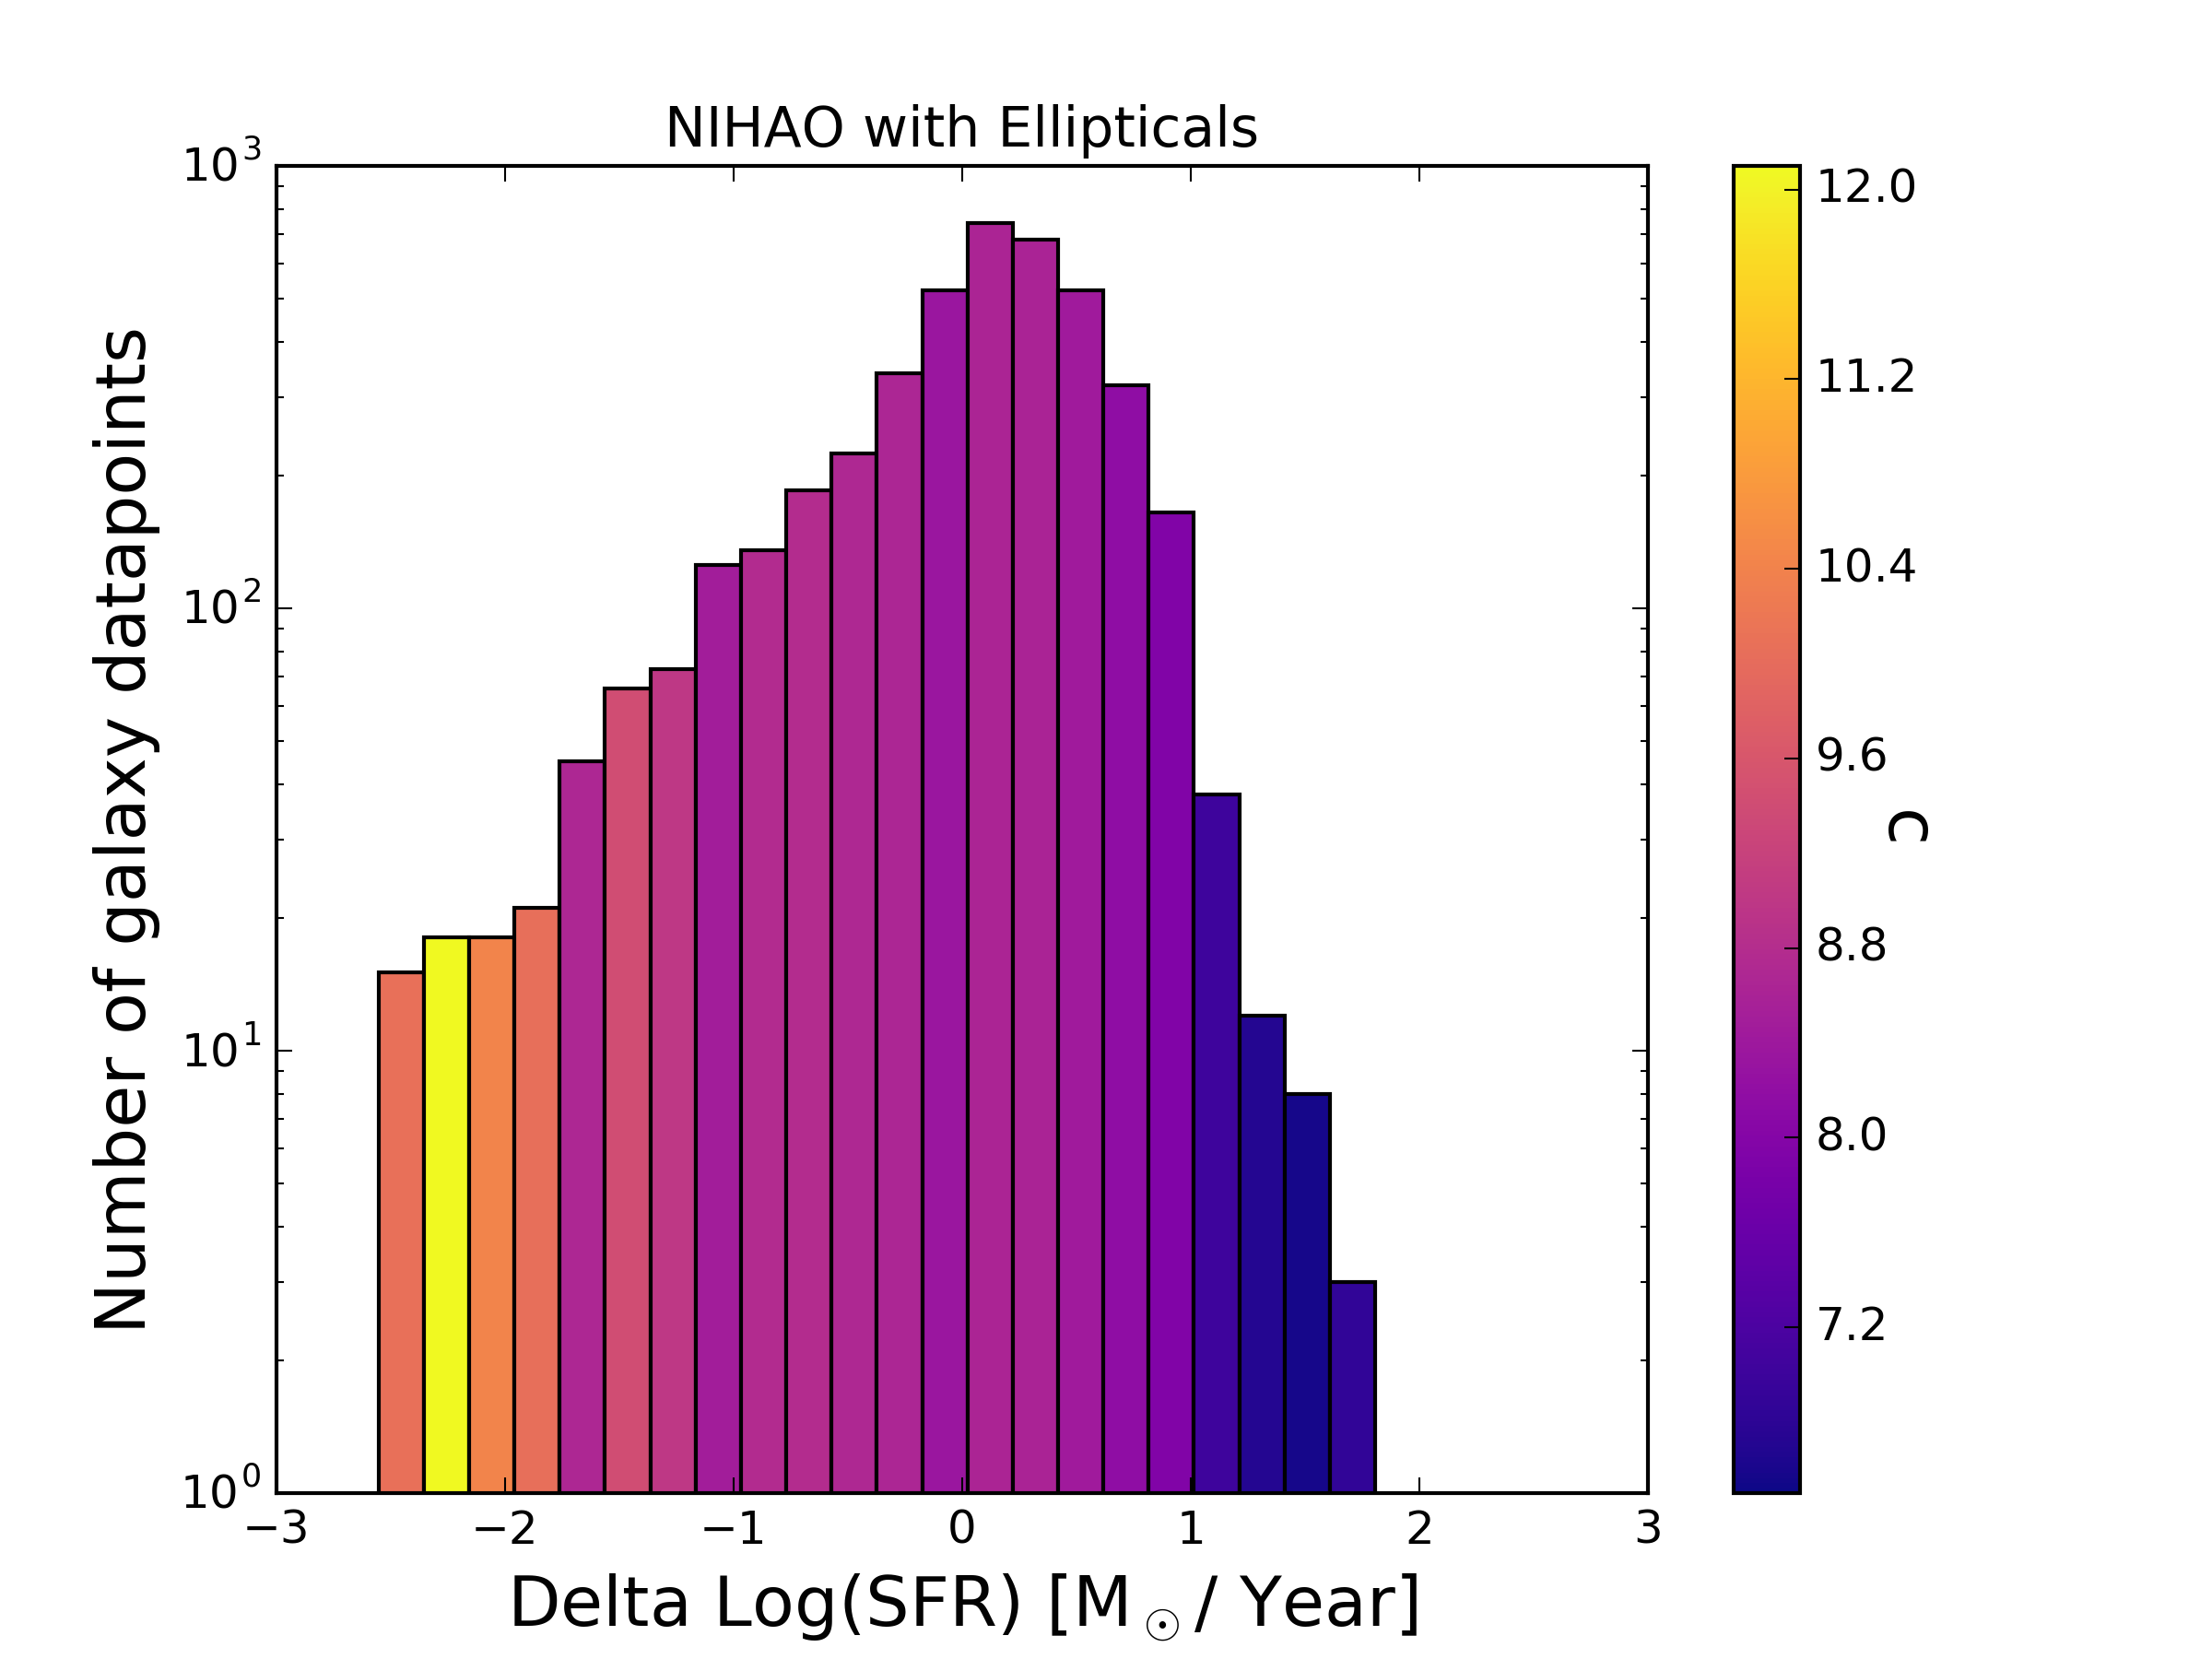 NIHAO with Ellipticals
10^3
10^2
10^1
10^0
Number of galaxy datapoints
−3 −2 −1 0 1 2 3
Delta Log(SFR) [M⊙/ Year]
12.0
11.2
10.4
9.6
8.8
8.0
7.2
C